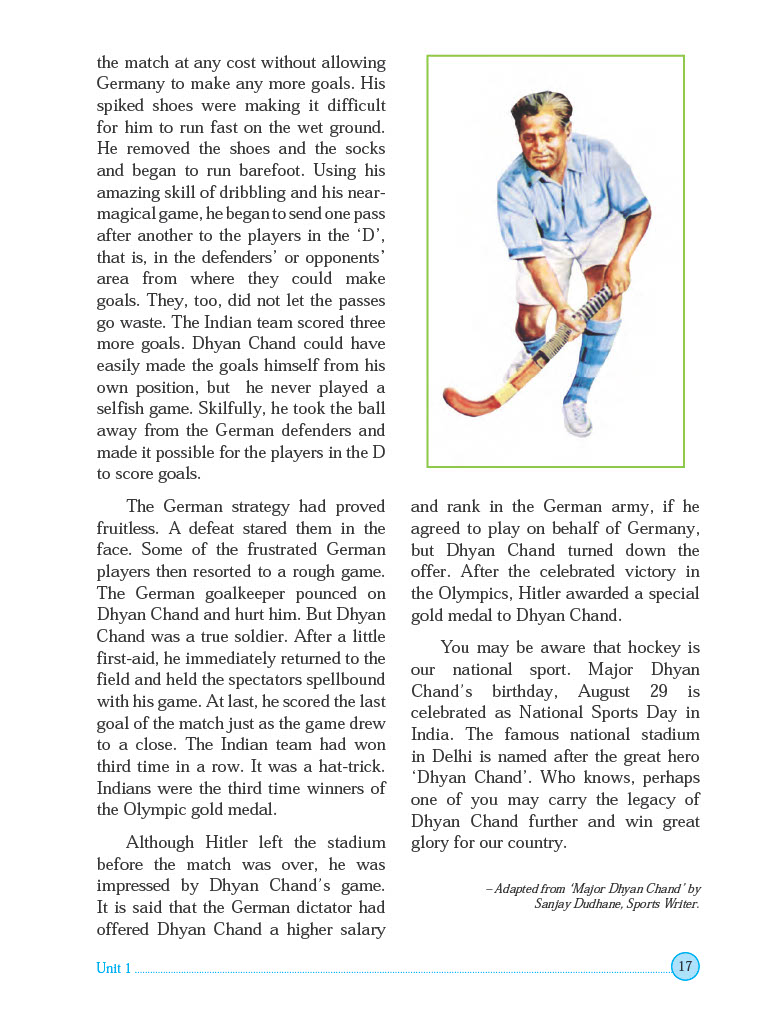 the match at any cost without allowing
Germany to make any more goals. His
spiked shoes were making it difficult
for him to run fast on the wet ground.
He removed the shoes and the socks
and began to run barefoot. Using his
amazing skill of dribbling and his near-
magical game, he began to send one pass
after another to the players in the ‘D’,
that is, in the defenders’ or opponents’
area from where they could make
goals. They, too, did not let the passes
go waste. The Indian team scored three
more goals. Dhyan Chand could have
easily made the goals himself from his
own position, but he never played a
selfish game. Skilfully, he took the ball
away from the German defenders and
made it possible for the players in the D
to score goals.
The German strategy had proved
fruitless. A defeat stared them in the
face. Some of the frustrated German
players then resorted to a rough game.
The German goalkeeper pounced on
Dhyan Chand and hurt him. But Dhyan
Chand was a true soldier. After a little
first-aid, he immediately returned to the
field and held the spectators spellbound
with his game. At last, he scored the last
goal of the match just as the game drew
to a close. The Indian team had won
third time in a row. It was a hat-trick.
Indians were the third time winners of
the Olympic gold medal.
Although Hitler left the stadium
before the match was over, he was
impressed by Dhyan Chand’s game.
It is said that the German dictator had
offered Dhyan Chand a higher salary
and rank in the German army, if he
agreed to play on behalf of Germany,
but Dhyan Chand turned down the
offer. After the celebrated victory in
the Olympics, Hitler awarded a special
gold medal to Dhyan Chand.
You may be aware that hockey is
our national sport. Major Dhyan
Chand’s birthday, August 29 is
celebrated as National Sports Day in
India. The famous national stadium
in Delhi is named after the great hero
‘Dhyan Chand’. Who knows, perhaps
one of you may carry the legacy of
Dhyan Chand further and win great
glory for our country.
– Adapted from ‘Major Dhyan Chand’ by
Sanjay Dudhane, Sports Writer.
Unit 1 17